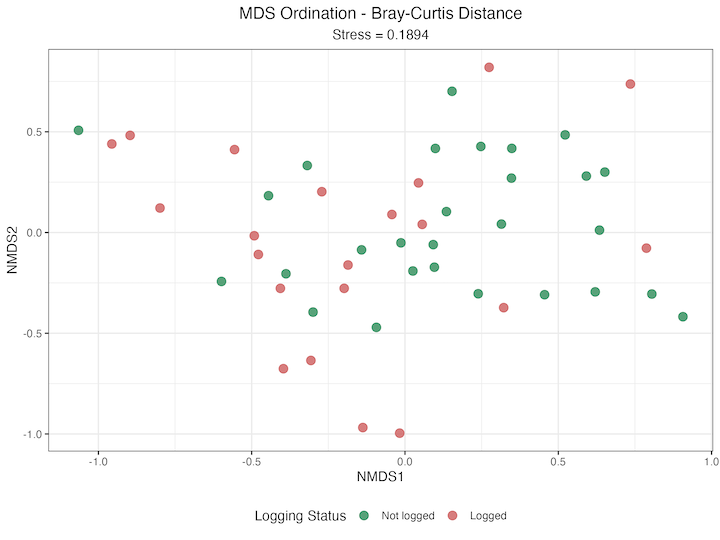 MDS Ordination - Bray-Curtis Distance
Stress = 0.1894
NMDS2
0.5
0.0
-0.5
-1.0
-1.0 -0.5 0.0 0.5 1.0
NMDS1
Logging Status Not logged Logged